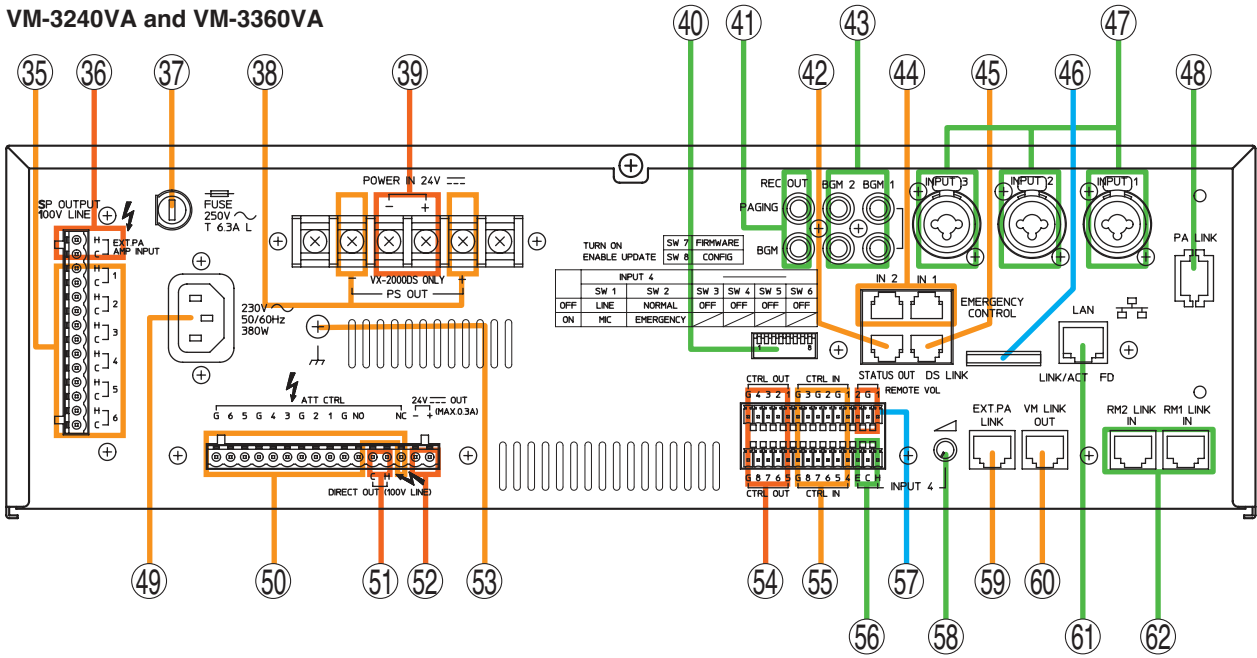 VM-3240VA and VM-3360VA
35 36 37 38 39 40 41 42 43 44 45 46 47 48
SP OUTPUT
100V LINE
H
C
EXT.PA
AMP INPUT
H
C
1
H
C
2
H
C
3
H
C
4
H
C
5
H
C
6
FUSE
250V ~
T 6.3A L
230V ~
50/60Hz
380W
POWER IN 24V
− +
− VX-2000DS ONLY +
PS OUT
TURN ON
ENABLE UPDATE
SW 7 FIRMWARE
SW 8 CONFIG
INPUT 4
SW 1 SW 2 SW 3 SW 4 SW 5 SW 6
OFF LINE NORMAL OFF OFF OFF OFF
ON MIC EMERGENCY
1 8
REC OUT BGM 2 BGM 1
PAGING
BGM
INPUT 3 INPUT 2 INPUT 1
PA LINK
IN 2 IN 1
EMERGENCY
CONTROL
STATUS OUT DS LINK
LAN
LINK/ACT FD
ATT CTRL
G 6 5 G 4 3 G 2 1 G NO NC − +
24V OUT
(MAX.0.3A)
C H
DIRECT OUT (100V LINE)
CTRL OUT CTRL IN REMOTE VOL
G 4 3 2 1 G 3 G 2 G 1 2 G 1
G 8 7 6 5 G 8 7 6 5 4 E C H
CTRL OUT CTRL IN INPUT 4
EXT.PA
LINK
VM LINK
OUT
RM2 LINK
IN
RM1 LINK
IN
49 50 51 52 53 54 55 56 57 58 59 60 61 62